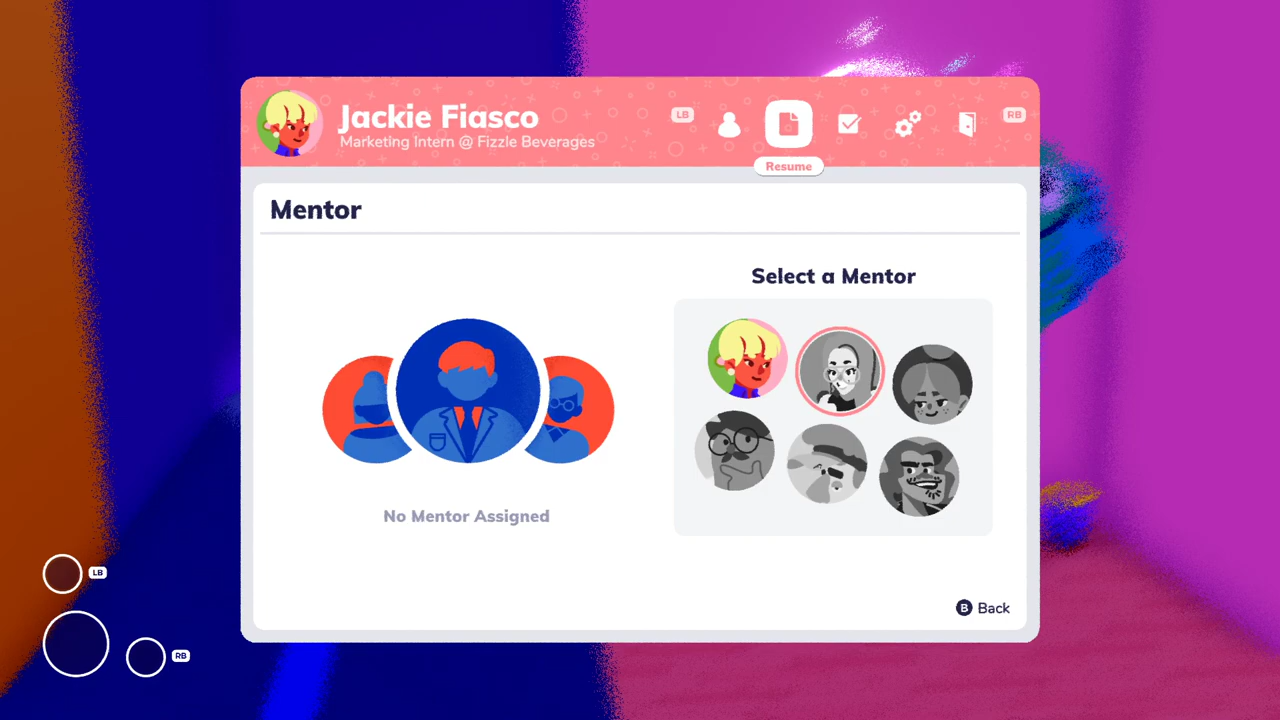 Jackie Fiasco
Marketing Intern @ Fizzle Beverages
LB
RB
Resume
Mentor
Select a Mentor
No Mentor Assigned
B Back
LB
RB